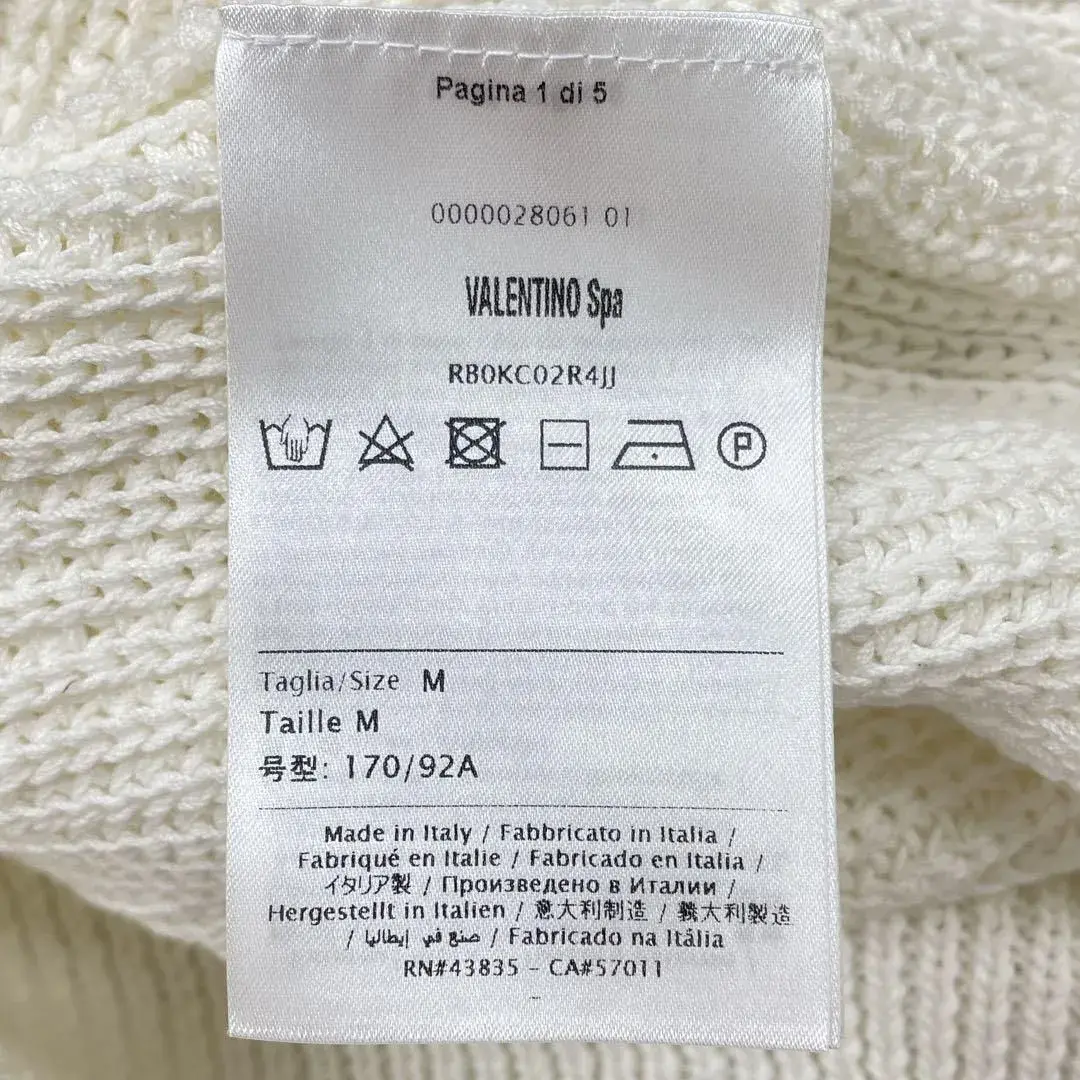 Pagina 1 di 5
0000028061 01
VALENTINO Spa
RB0KC02R4JJ
P
Taglia/Size M
Taille M
号型: 170/92A
Made in Italy / Fabbricato in Italia /
Fabriqué en Italie / Fabricado en Italia /
イタリア製 / Произведено в Италии /
Hergestellt in Italien / 意大利制造 / 義大利製造
/ صنع في إيطاليا / Fabricado na Itália
RN#43835 - CA#57011